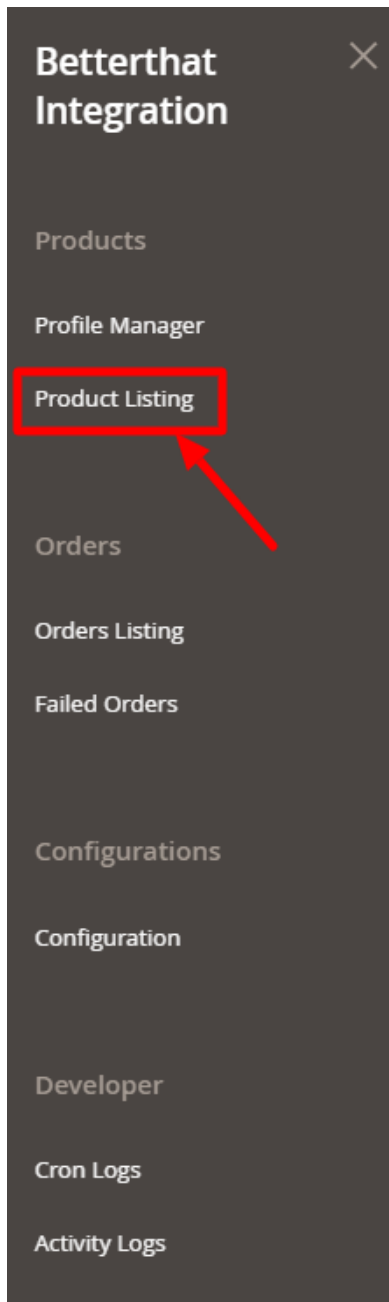 Betterthat
Integration
Products
Profile Manager
Product Listing
Orders
Orders Listing
Failed Orders
Configurations
Configuration
Developer
Cron Logs
Activity Logs